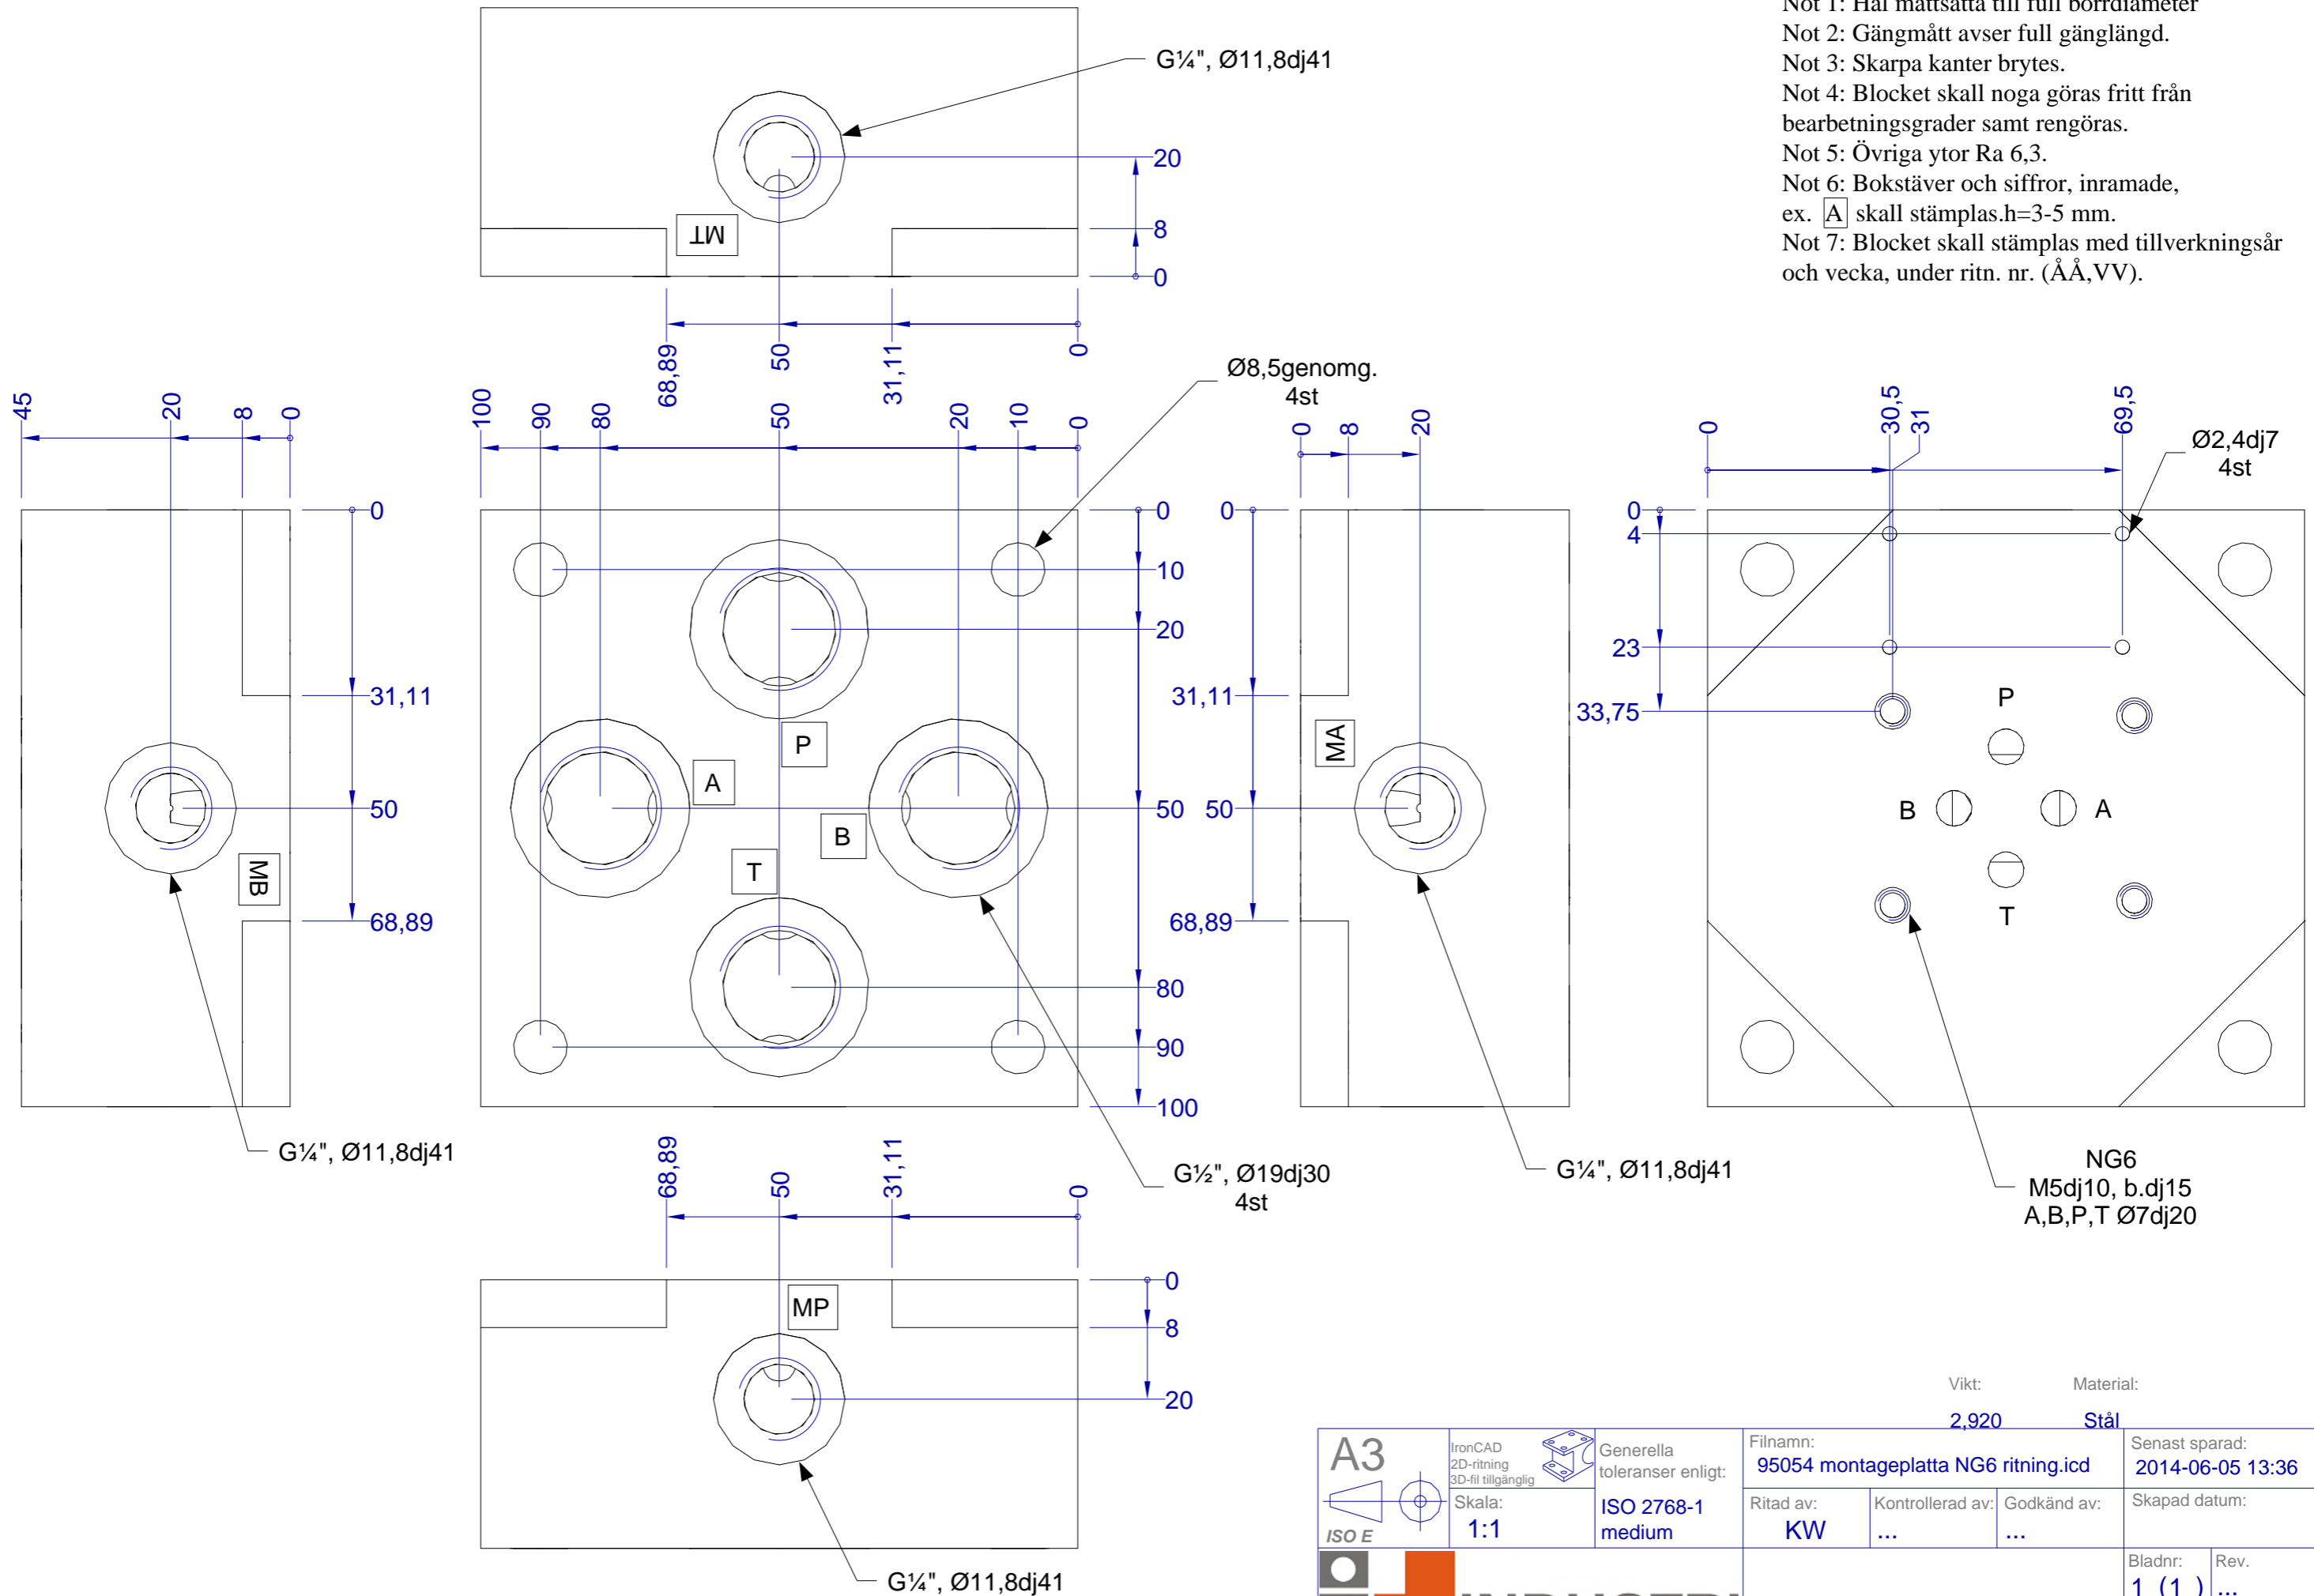 Not 1: Hål måttsatta till full borrdiameter
Not 2: Gängmått avser full gänglängd.
Not 3: Skarpa kanter brytes.
Not 4: Blocket skall noga göras fritt från
bearbetningsgrader samt rengöras.
Not 5: Övriga ytor Ra 6,3.
Not 6: Bokstäver och siffror, inramade,
ex. A skall stämplas.h=3-5 mm.
Not 7: Blocket skall stämplas med tillverkningsår
och vecka, under ritn. nr. (ÅÅ,VV).
G¼", Ø11,8dj41
20
8
0
MT
68,89
50
31,11
0
45
20
8
0
0
31,11
50
68,89
MB
G¼", Ø11,8dj41
100
90
80
50
20
10
0
Ø8,5genomg.
4st
0
10
20
50
80
90
100
P
A
B
T
G½", Ø19dj30
4st
0
8
20
0
31,11
50
68,89
MA
G¼", Ø11,8dj41
0
30,5
31
69,5
Ø2,4dj7
4st
0
4
23
33,75
P
B
A
T
NG6
M5dj10, b.dj15
A,B,P,T Ø7dj20
68,89
50
31,11
0
MP
0
8
20
G¼", Ø11,8dj41
Vikt:
Material:
2,920
Stål
A3
IronCAD
2D-ritning
3D-fil tillgänglig
Generella
toleranser enligt:
Filnamn:
95054 montageplatta NG6 ritning.icd
Senast sparad:
2014-06-05 13:36
ISO E
Skala:
1:1
ISO 2768-1
medium
Ritad av:
KW
Kontrollerad av:
...
Godkänd av:
...
Skapad datum:
Bladnr:
1 (1 )
Rev.
...
INDUSTRI